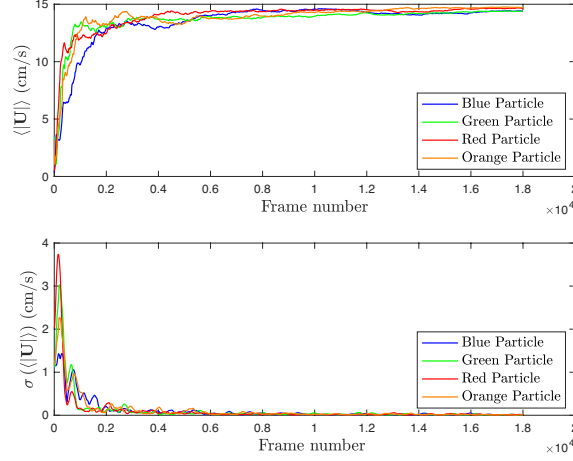 15
10
5
0
⟨|U|⟩ (cm/s)
Blue Particle
Green Particle
Red Particle
Orange Particle
0 0.2 0.4 0.6 0.8 1 1.2 1.4 1.6 1.8 2
Frame number
×10⁴
4
3
2
1
0
σ (⟨|U|⟩) (cm/s)
Blue Particle
Green Particle
Red Particle
Orange Particle
0 0.2 0.4 0.6 0.8 1 1.2 1.4 1.6 1.8 2
Frame number
×10⁴